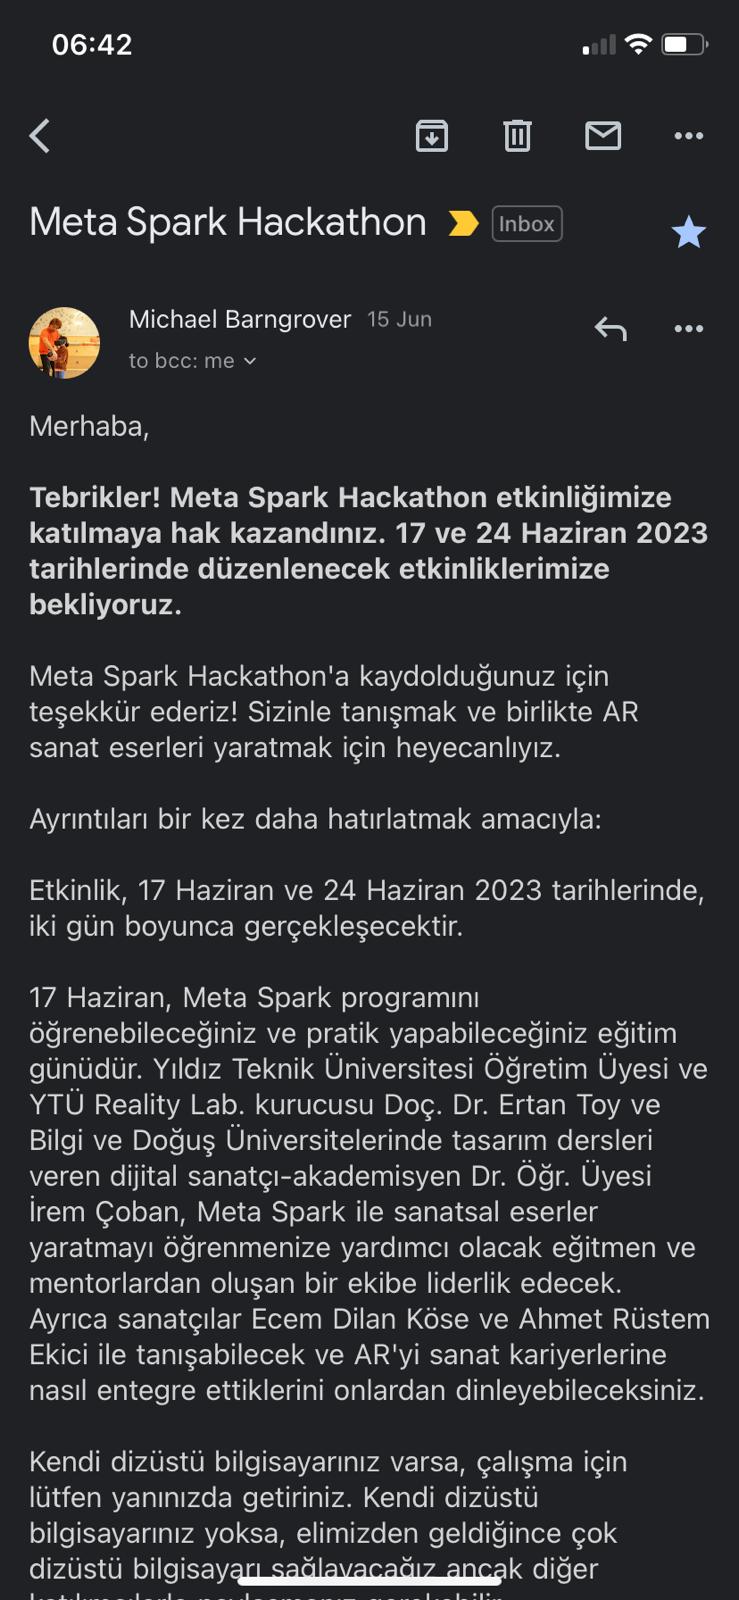 06:42
Meta Spark Hackathon Inbox
Michael Barngrover 15 Jun
to bcc: me
Merhaba,
Tebrikler! Meta Spark Hackathon etkinliğimize
katılmaya hak kazandınız. 17 ve 24 Haziran 2023
tarihlerinde düzenlenecek etkinliklerimize
bekliyoruz.
Meta Spark Hackathon'a kaydolduğunuz için
teşekkür ederiz! Sizinle tanışmak ve birlikte AR
sanat eserleri yaratmak için heyecanlıyız.
Ayrıntıları bir kez daha hatırlatmak amacıyla:
Etkinlik, 17 Haziran ve 24 Haziran 2023 tarihlerinde,
iki gün boyunca gerçekleşecektir.
17 Haziran, Meta Spark programını
öğrenebileceğiniz ve pratik yapabileceğiniz eğitim
günüdür. Yıldız Teknik Üniversitesi Öğretim Üyesi ve
YTÜ Reality Lab. kurucusu Doç. Dr. Ertan Toy ve
Bilgi ve Doğuş Üniversitelerinde tasarım dersleri
veren dijital sanatçı-akademisyen Dr. Öğr. Üyesi
İrem Çoban, Meta Spark ile sanatsal eserler
yaratmayı öğrenmenize yardımcı olacak eğitmen ve
mentorlardan oluşan bir ekibe liderlik edecek.
Ayrıca sanatçılar Ecem Dilan Köse ve Ahmet Rüstem
Ekici ile tanışabilecek ve AR'yi sanat kariyerlerine
nasıl entegre ettiklerini onlardan dinleyebileceksiniz.
Kendi dizüstü bilgisayarınız varsa, çalışma için
lütfen yanınızda getiriniz. Kendi dizüstü
bilgisayarınız yoksa, elimizden geldiğince çok
dizüstü bilgisayarı sağlayacağız ancak diğer